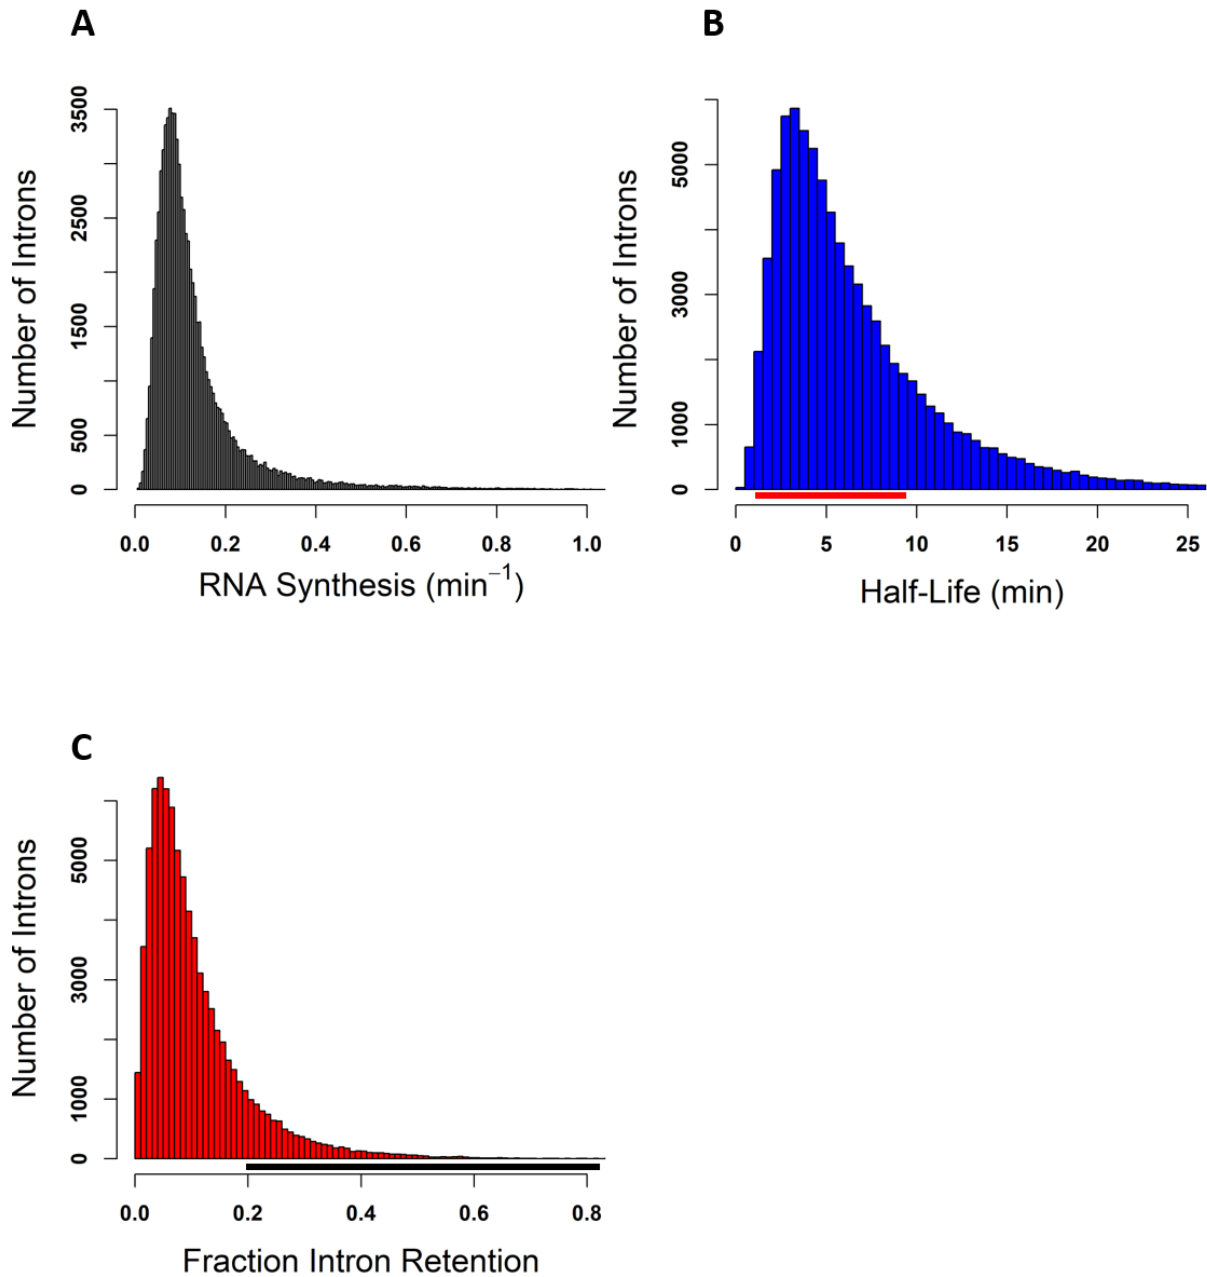 A
Number of Introns
0
500
1500
2500
3500
0.0 0.2 0.4 0.6 0.8 1.0
RNA Synthesis (min⁻¹)
B
Number of Introns
0
1000
3000
5000
0 5 10 15 20 25
Half-Life (min)
C
Number of Introns
0
1000
3000
5000
0.0 0.2 0.4 0.6 0.8
Fraction Intron Retention